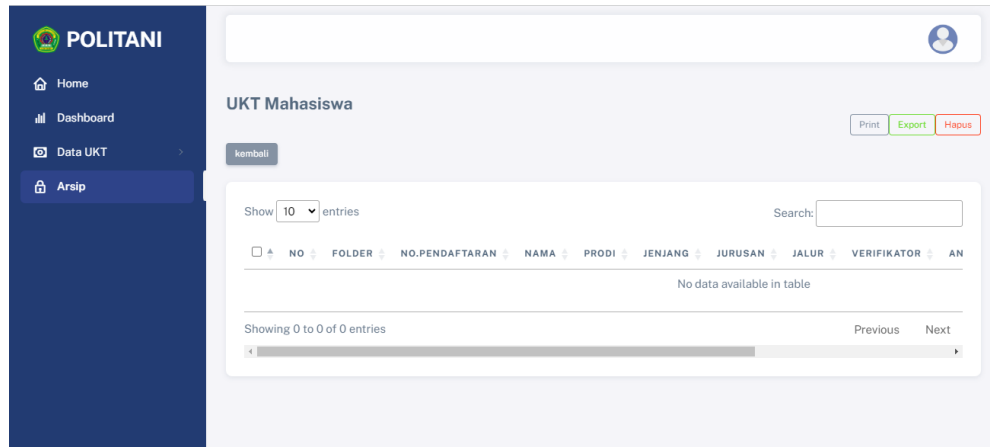 POLITANI
Home
Dashboard
Data UKT
Arsip
UKT Mahasiswa
Print Export Hapus
kembali
Show 10 entries
Search:
NO FOLDER NO.PENDAFTARAN NAMA PRODI JENJANG JURUSAN JALUR VERIFIKATOR AN
No data available in table
Showing 0 to 0 of 0 entries
Previous Next